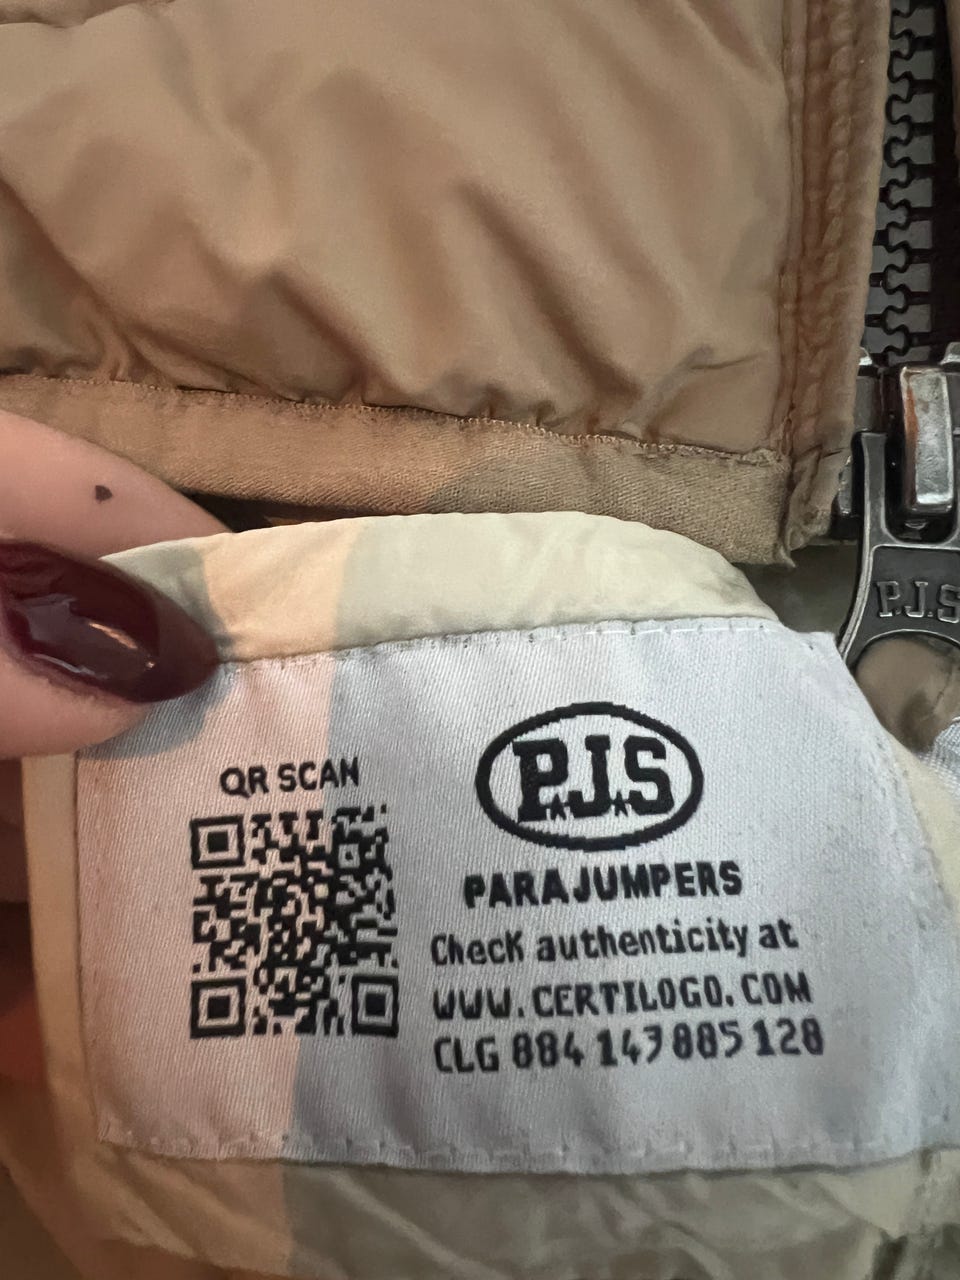 P.J.S
QR SCAN
P.J.S
PARAJUMPERS
Check authenticity at
WWW.CERTILOGO.COM
CLG 884 147 885 128